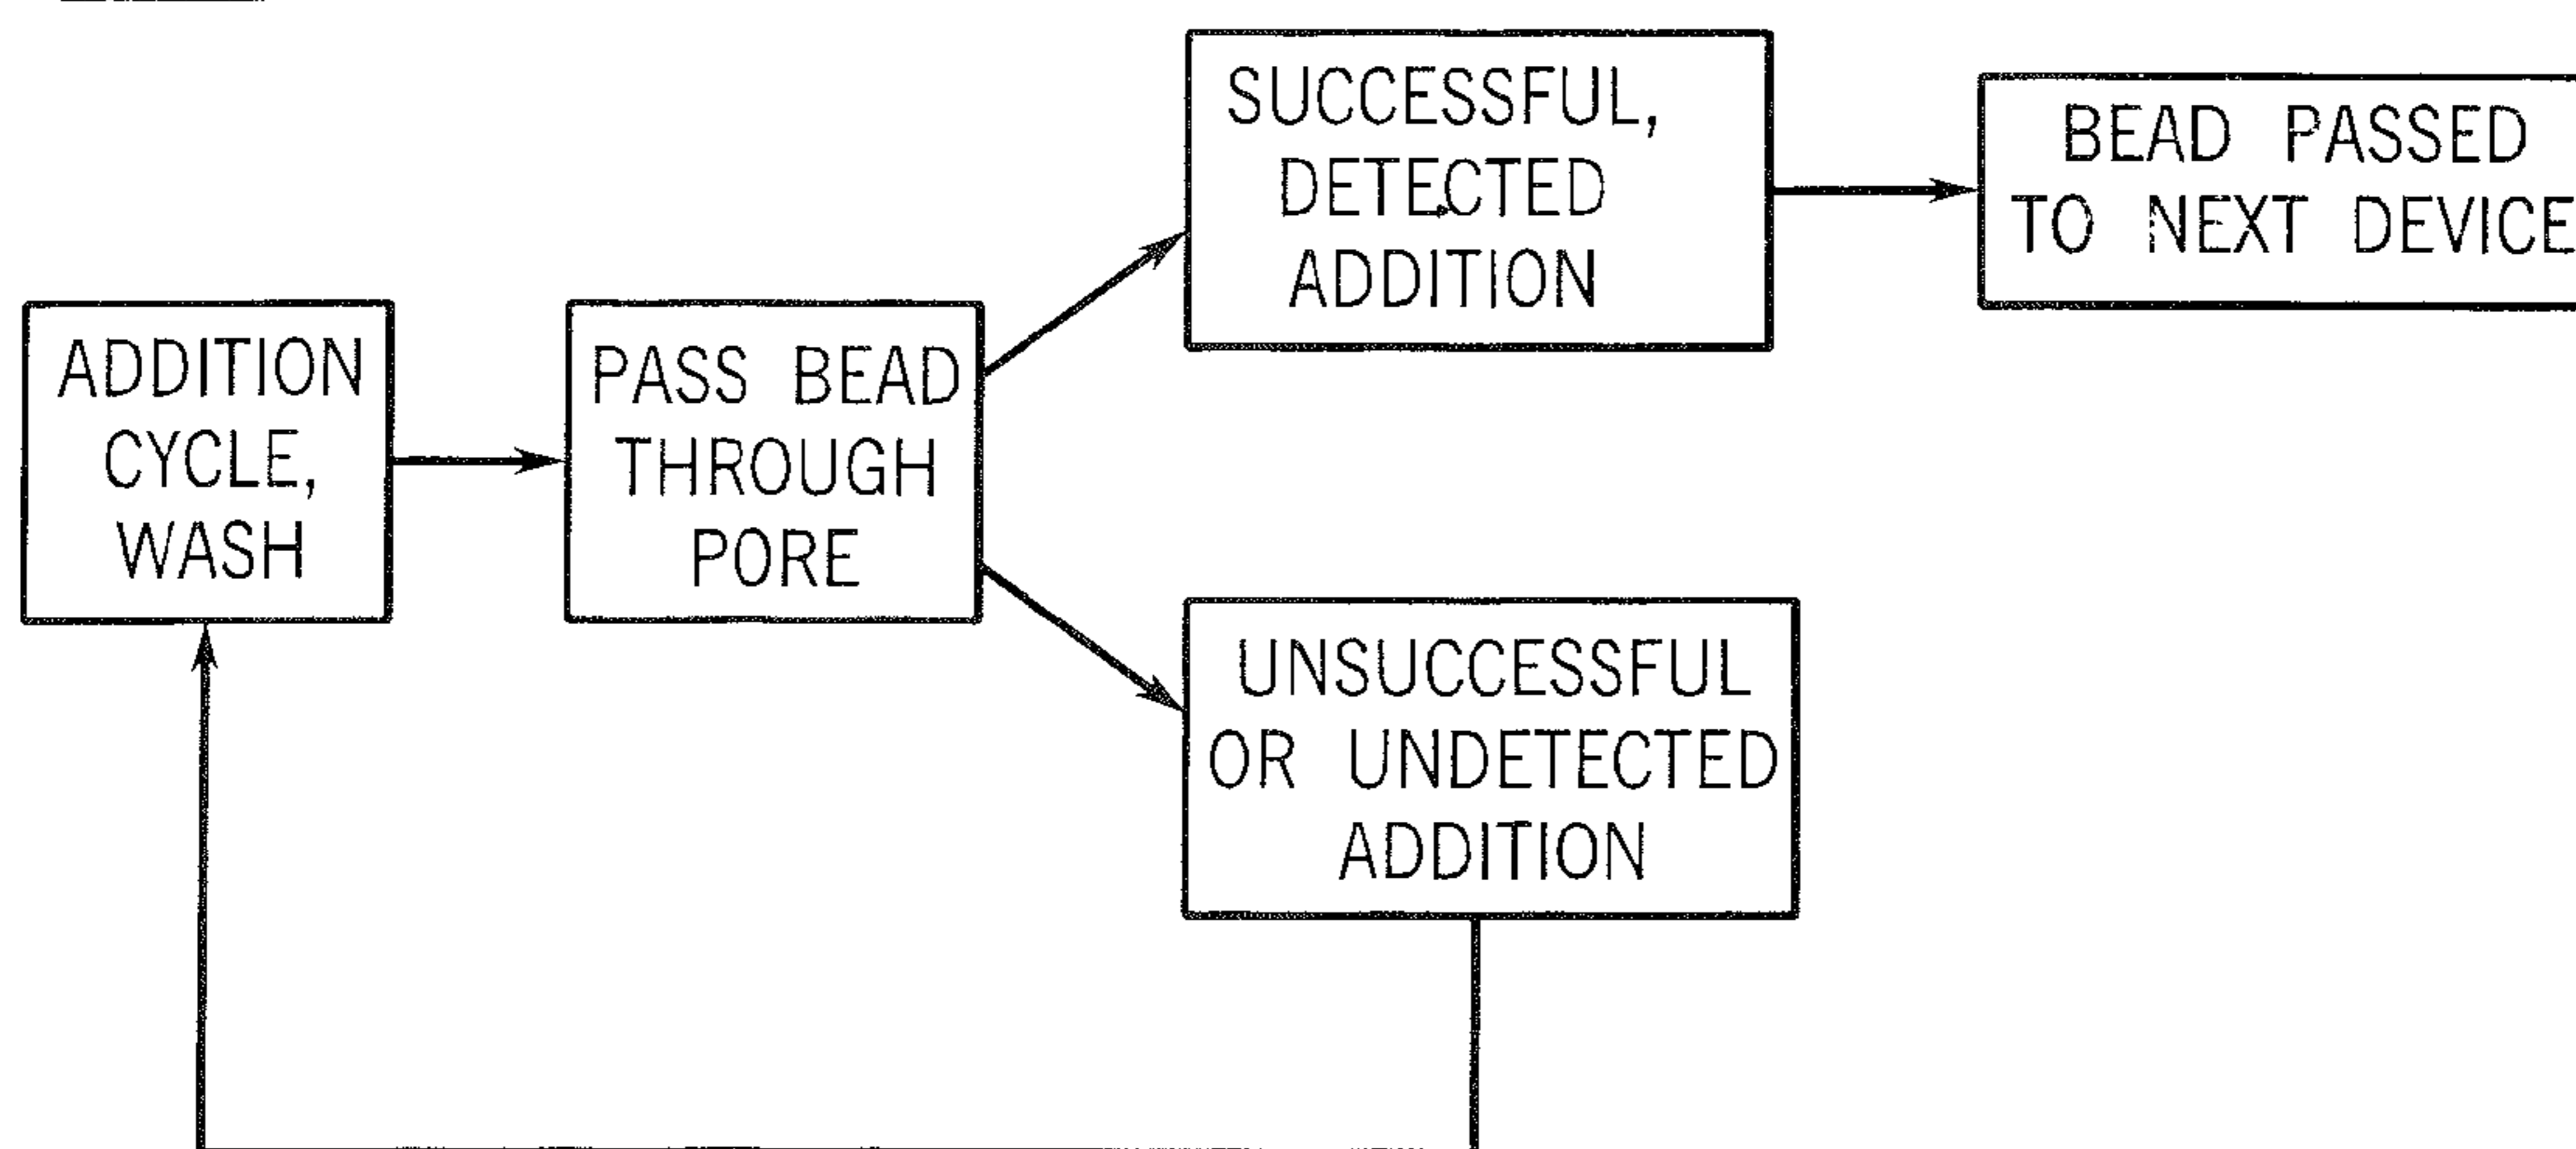 ADDITION
CYCLE,
WASH
PASS BEAD
THROUGH
PORE
SUCCESSFUL,
DETECTED
ADDITION
BEAD PASSED
TO NEXT DEVICE
UNSUCCESSFUL
OR UNDETECTED
ADDITION